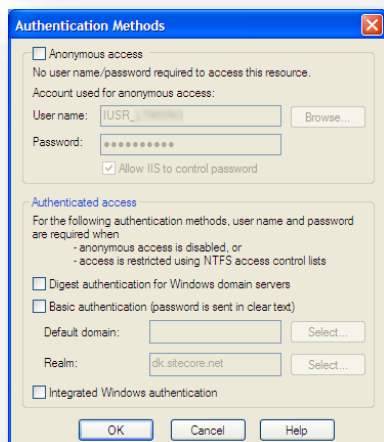 Authentication Methods
Anonymous access
No user name/password required to access this resource.
Account used for anonymous access:
User name: IUSR_ Browse...
Password: ••••••••••
Allow IIS to control password
Authenticated access
For the following authentication methods, user name and password
are required when
- anonymous access is disabled, or
- access is restricted using NTFS access control lists
Digest authentication for Windows domain servers
Basic authentication (password is sent in clear text)
Default domain: Select...
Realm: dk.sitecore.net Select...
Integrated Windows authentication
OK Cancel Help